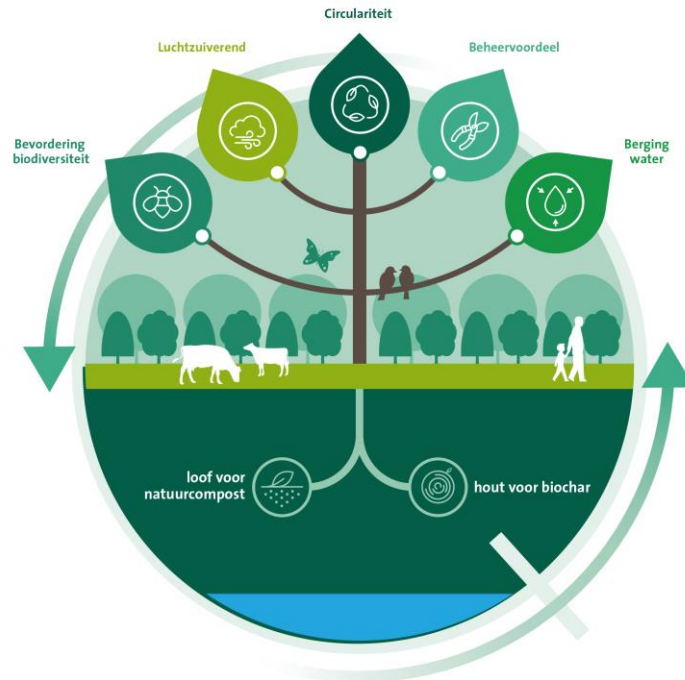 Circulariteit
Luchtzuiverend
Beheervoordeel
Bevordering
biodiversiteit
Berging
water
loof voor
natuurcompost
hout voor biochar